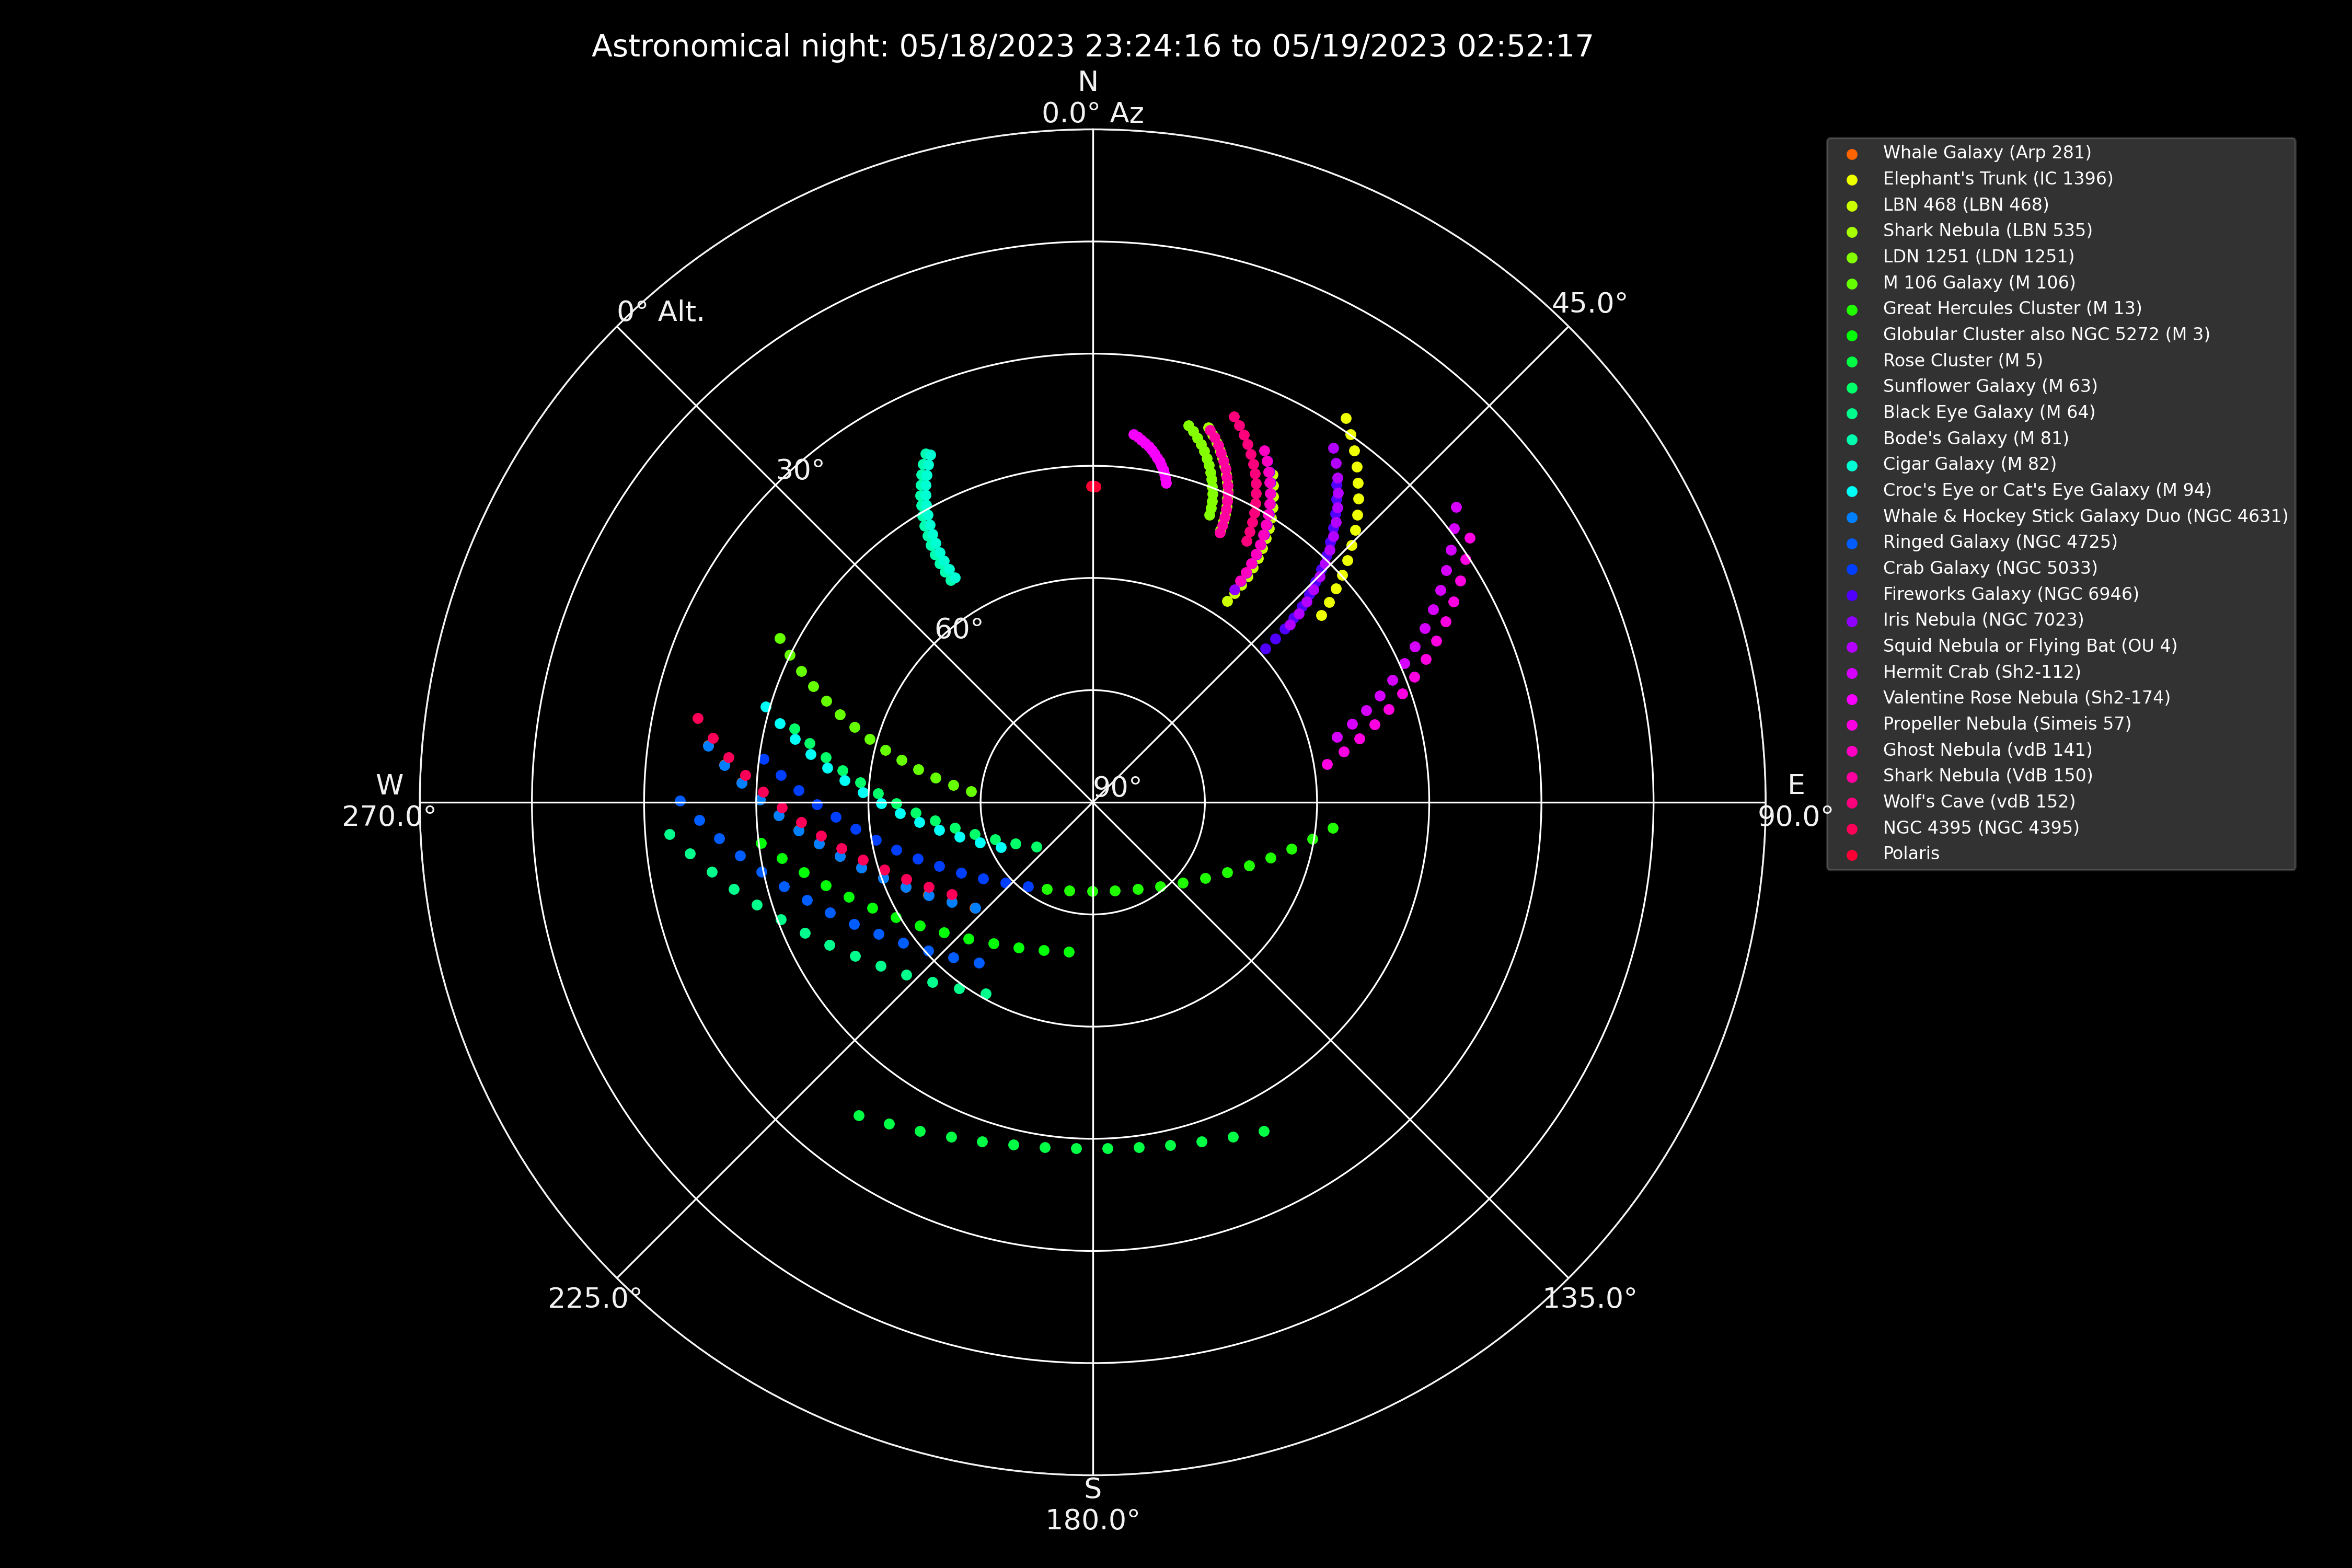 Astronomical night: 05/18/2023 23:24:16 to 05/19/2023 02:52:17
N
0.0° Az
45.0°
0° Alt.
30°
60°
90°
W
270.0°
E
90.0°
225.0°
135.0°
S
180.0°
Whale Galaxy (Arp 281)
Elephant's Trunk (IC 1396)
LBN 468 (LBN 468)
Shark Nebula (LBN 535)
LDN 1251 (LDN 1251)
M 106 Galaxy (M 106)
Great Hercules Cluster (M 13)
Globular Cluster also NGC 5272 (M 3)
Rose Cluster (M 5)
Sunflower Galaxy (M 63)
Black Eye Galaxy (M 64)
Bode's Galaxy (M 81)
Cigar Galaxy (M 82)
Croc's Eye or Cat's Eye Galaxy (M 94)
Whale & Hockey Stick Galaxy Duo (NGC 4631)
Ringed Galaxy (NGC 4725)
Crab Galaxy (NGC 5033)
Fireworks Galaxy (NGC 6946)
Iris Nebula (NGC 7023)
Squid Nebula or Flying Bat (OU 4)
Hermit Crab (Sh2-112)
Valentine Rose Nebula (Sh2-174)
Propeller Nebula (Simeis 57)
Ghost Nebula (vdB 141)
Shark Nebula (VdB 150)
Wolf's Cave (vdB 152)
NGC 4395 (NGC 4395)
Polaris